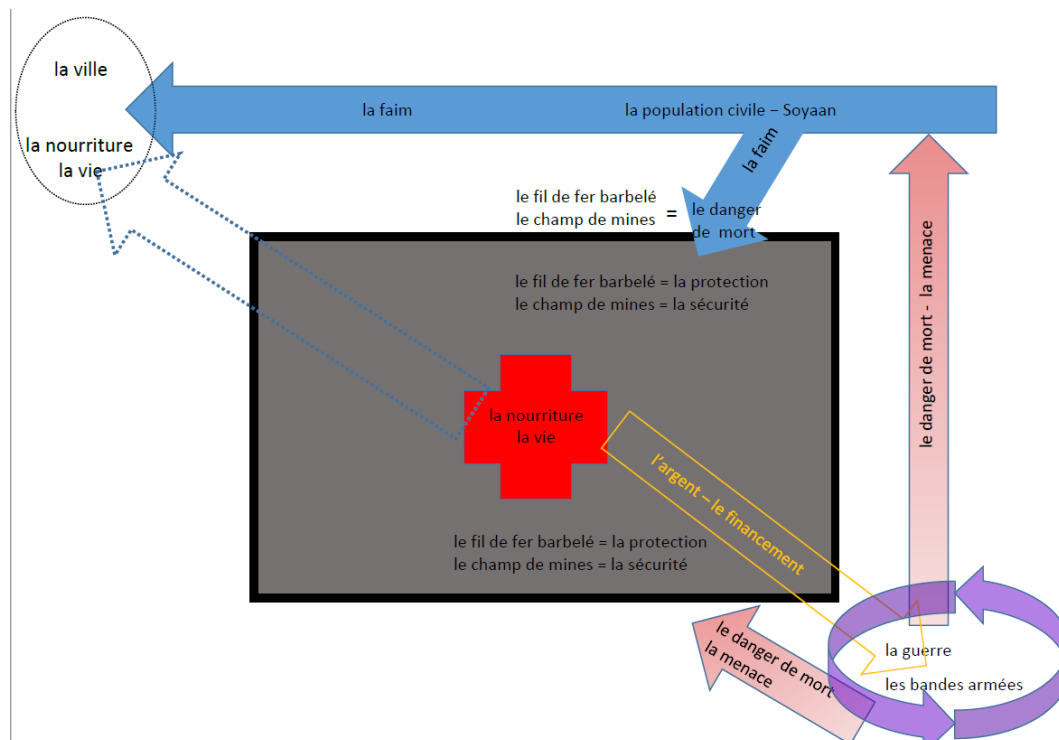 la ville
la nourriture
la vie
la faim
la population civile – Soyaan
la faim
le fil de fer barbelé
le champ de mines =
le danger
de mort
le fil de fer barbelé = la protection
le champ de mines = la sécurité
la nourriture
la vie
l'argent – le financement
le fil de fer barbelé = la protection
le champ de mines = la sécurité
le danger de mort - la menace
le danger de mort
la menace
la guerre
les bandes armées